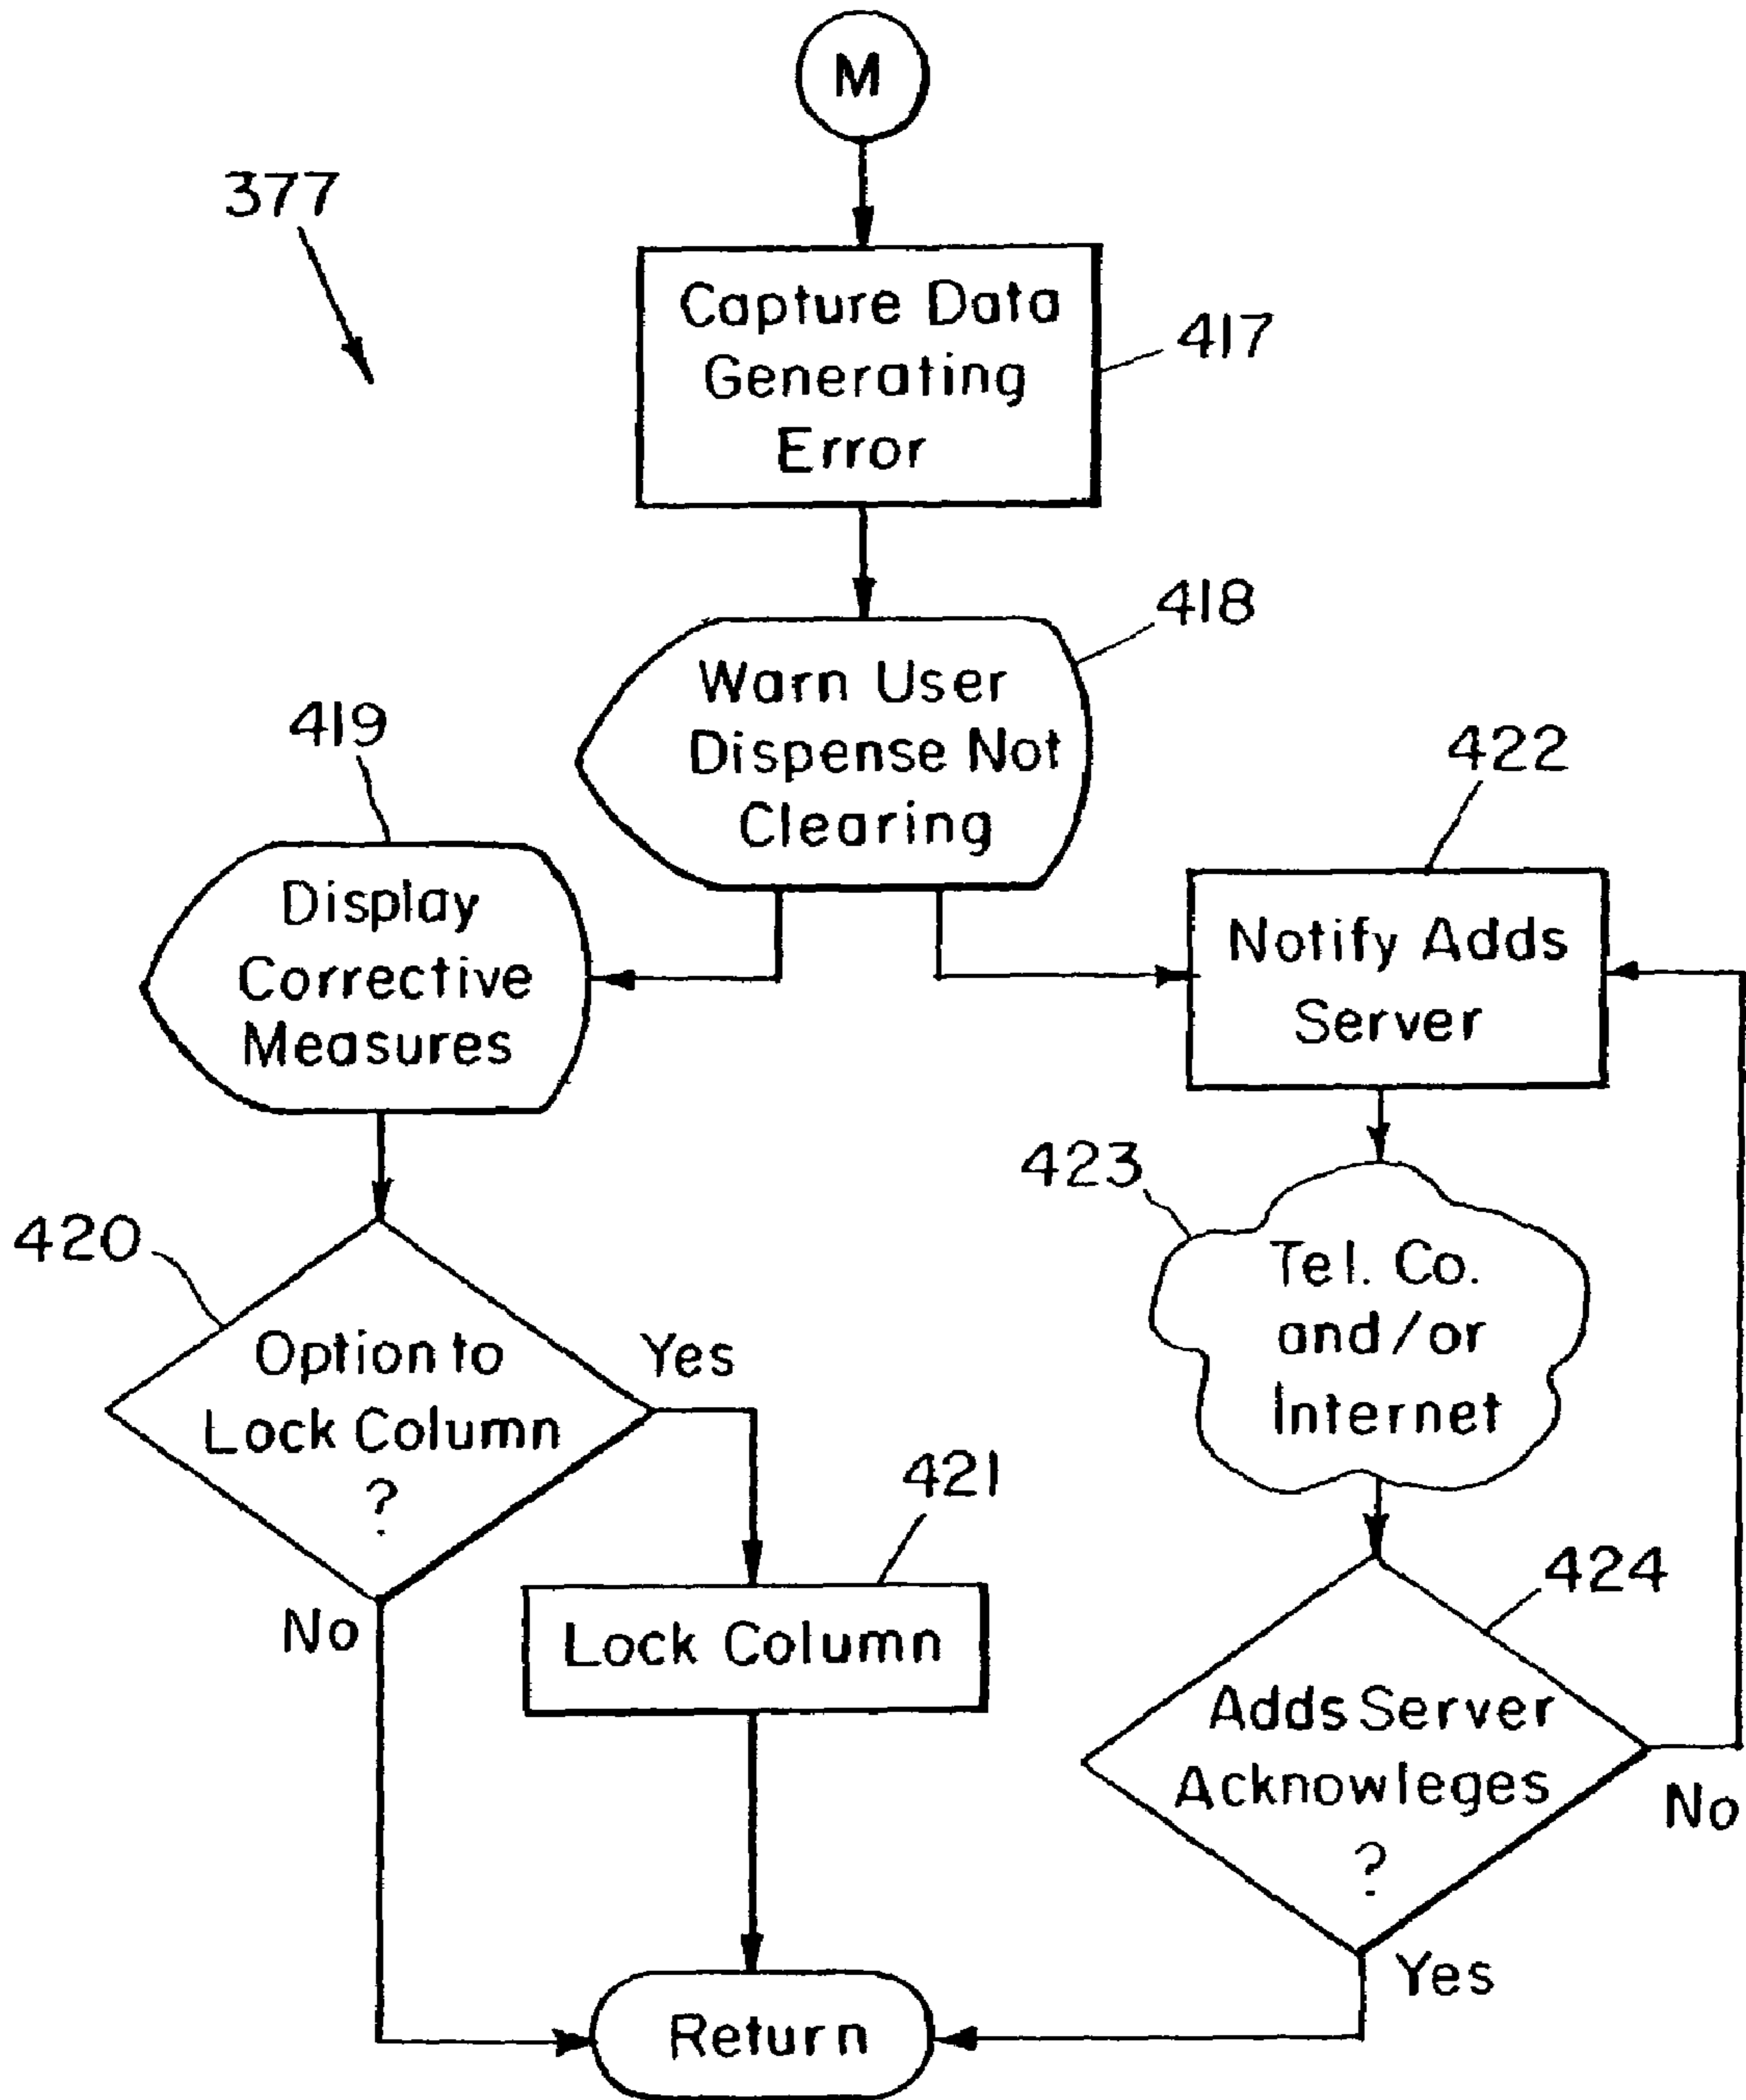 M
377
Capture Data
Generating
Error
417
418
Warn User
Dispense Not
Clearing
419
Display
Corrective
Measures
422
Notify Adds
Server
423
Tel. Co.
and/or
Internet
420
Option to
Lock Column
?
Yes
No
421
Lock Column
424
Adds Server
Acknowleges
?
No
Yes
Return